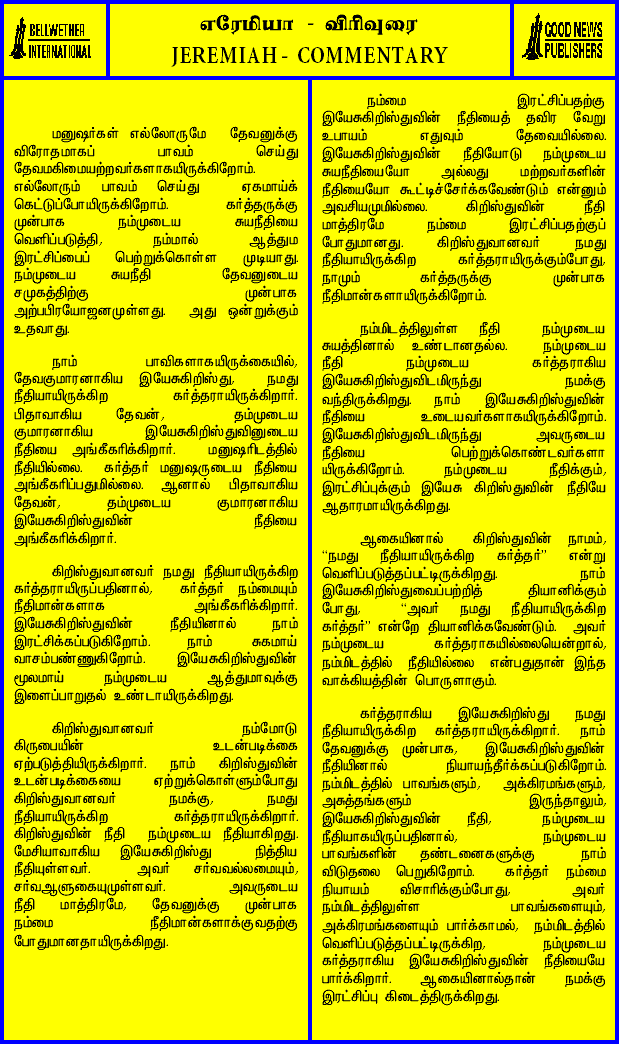 BELLWETHER
INTERNATIONAL
எரேமியா - விரிவுரை
JEREMIAH - COMMENTARY
GOOD NEWS
PUBLISHERS
மனுஷர்கள் எல்லோருமே தேவனுக்கு
விரோதமாகப் பாவம் செய்து
தேவமகிமையற்றவர்களாகயிருக்கிறோம்.
எல்லோரும் பாவம் செய்து ஏகமாய்க்
கெட்டுப்போயிருக்கிறோம். கர்த்தருக்கு
முன்பாக நம்முடைய சுயநீதியை
வெளிப்படுத்தி, நம்மால் ஆத்தும
இரட்சிப்பைப் பெற்றுக்கொள்ள முடியாது.
நம்முடைய சுயநீதி தேவனுடைய
சமுகத்திற்கு முன்பாக
அற்பபிரயோஜனமுள்ளது. அது ஒன்றுக்கும்
உதவாது.
நாம் பாவிகளாகயிருக்கையில்,
தேவகுமாரனாகிய இயேசுகிறிஸ்து, நமது
நீதியாயிருக்கிற கர்த்தராயிருக்கிறார்.
பிதாவாகிய தேவன், தம்முடைய
குமாரனாகிய இயேசுகிறிஸ்துவினுடைய
நீதியை அங்கீகரிக்கிறார். மனுஷரிடத்தில்
நீதியில்லை. கர்த்தர் மனுஷருடைய நீதியை
அங்கீகரிப்பதுமில்லை. ஆனால் பிதாவாகிய
தேவன், தம்முடைய குமாரனாகிய
இயேசுகிறிஸ்துவின் நீதியை
அங்கீகரிக்கிறார்.
கிறிஸ்துவானவர் நமது நீதியாயிருக்கிற
கர்த்தராயிருப்பதினால், கர்த்தர் நம்மையும்
நீதிமான்களாக அங்கீகரிக்கிறார்.
இயேசுகிறிஸ்துவின் நீதியினால் நாம்
இரட்சிக்கப்படுகிறோம். நாம் சுகமாய்
வாசம்பண்ணுகிறோம். இயேசுகிறிஸ்துவின்
மூலமாய் நம்முடைய ஆத்துமாவுக்கு
இளைப்பாறுதல் உண்டாயிருக்கிறது.
கிறிஸ்துவானவர் நம்மோடு
கிருபையின் உடன்படிக்கை
ஏற்படுத்தியிருக்கிறார். நாம் கிறிஸ்துவின்
உடன்படிக்கையை ஏற்றுக்கொள்ளும்போது
கிறிஸ்துவானவர் நமக்கு, நமது
நீதியாயிருக்கிற கர்த்தராயிருக்கிறார்.
கிறிஸ்துவின் நீதி நம்முடைய நீதியாகிறது.
மேசியாவாகிய இயேசுகிறிஸ்து நித்திய
நீதியுள்ளவர். அவர் சர்வவல்லமையும்,
சர்வஆளுகையுமுள்ளவர். அவருடைய
நீதி மாத்திரமே, தேவனுக்கு முன்பாக
நம்மை நீதிமான்களாக்குவதற்கு
போதுமானதாயிருக்கிறது.
நம்மை இரட்சிப்பதற்கு
இயேசுகிறிஸ்துவின் நீதியைத் தவிர வேறு
உபாயம் எதுவும் தேவையில்லை.
இயேசுகிறிஸ்துவின் நீதியோடு நம்முடைய
சுயநீதியையோ அல்லது மற்றவர்களின்
நீதியையோ கூட்டிச்சேர்க்கவேண்டும் என்னும்
அவசியமுமில்லை. கிறிஸ்துவின் நீதி
மாத்திரமே நம்மை இரட்சிப்பதற்குப்
போதுமானது. கிறிஸ்துவானவர் நமது
நீதியாயிருக்கிற கர்த்தராயிருக்கும்போது,
நாமும் கர்த்தருக்கு முன்பாக
நீதிமான்களாயிருக்கிறோம்.
நம்மிடத்திலுள்ள நீதி நம்முடைய
சுயத்தினால் உண்டானதல்ல. நம்முடைய
நீதி நம்முடைய கர்த்தராகிய
இயேசுகிறிஸ்துவிடமிருந்து நமக்கு
வந்திருக்கிறது. நாம் இயேசுகிறிஸ்துவின்
நீதியை உடையவர்களாகயிருக்கிறோம்.
இயேசுகிறிஸ்துவிடமிருந்து அவருடைய
நீதியை பெற்றுக்கொண்டவர்களா
யிருக்கிறோம். நம்முடைய நீதிக்கும்,
இரட்சிப்புக்கும் இயேசு கிறிஸ்துவின் நீதியே
ஆதாரமாயிருக்கிறது.
ஆகையினால் கிறிஸ்துவின் நாமம்,
“நமது நீதியாயிருக்கிற கர்த்தர்” என்று
வெளிப்படுத்தப்பட்டிருக்கிறது. நாம்
இயேசுகிறிஸ்துவைப்பற்றித் தியானிக்கும்
போது, “அவர் நமது நீதியாயிருக்கிற
கர்த்தர்” என்றே தியானிக்கவேண்டும். அவர்
நம்முடைய கர்த்தராகயில்லையென்றால்,
நம்மிடத்தில் நீதியில்லை என்பதுதான் இந்த
வாக்கியத்தின் பொருளாகும்.
கர்த்தராகிய இயேசுகிறிஸ்து நமது
நீதியாயிருக்கிற கர்த்தராயிருக்கிறார். நாம்
தேவனுக்கு முன்பாக, இயேசுகிறிஸ்துவின்
நீதியினால் நியாயந்தீர்க்கப்படுகிறோம்.
நம்மிடத்தில் பாவங்களும், அக்கிரமங்களும்,
அசுத்தங்களும் இருந்தாலும்,
இயேசுகிறிஸ்துவின் நீதி, நம்முடைய
நீதியாகயிருப்பதினால், நம்முடைய
பாவங்களின் தண்டனைகளுக்கு நாம்
விடுதலை பெறுகிறோம். கர்த்தர் நம்மை
நியாயம் விசாரிக்கும்போது, அவர்
நம்மிடத்திலுள்ள பாவங்களையும்,
அக்கிரமங்களையும் பார்க்காமல், நம்மிடத்தில்
வெளிப்படுத்தப்பட்டிருக்கிற, நம்முடைய
கர்த்தராகிய இயேசுகிறிஸ்துவின் நீதியையே
பார்க்கிறார். ஆகையினால்தான் நமக்கு
இரட்சிப்பு கிடைத்திருக்கிறது.